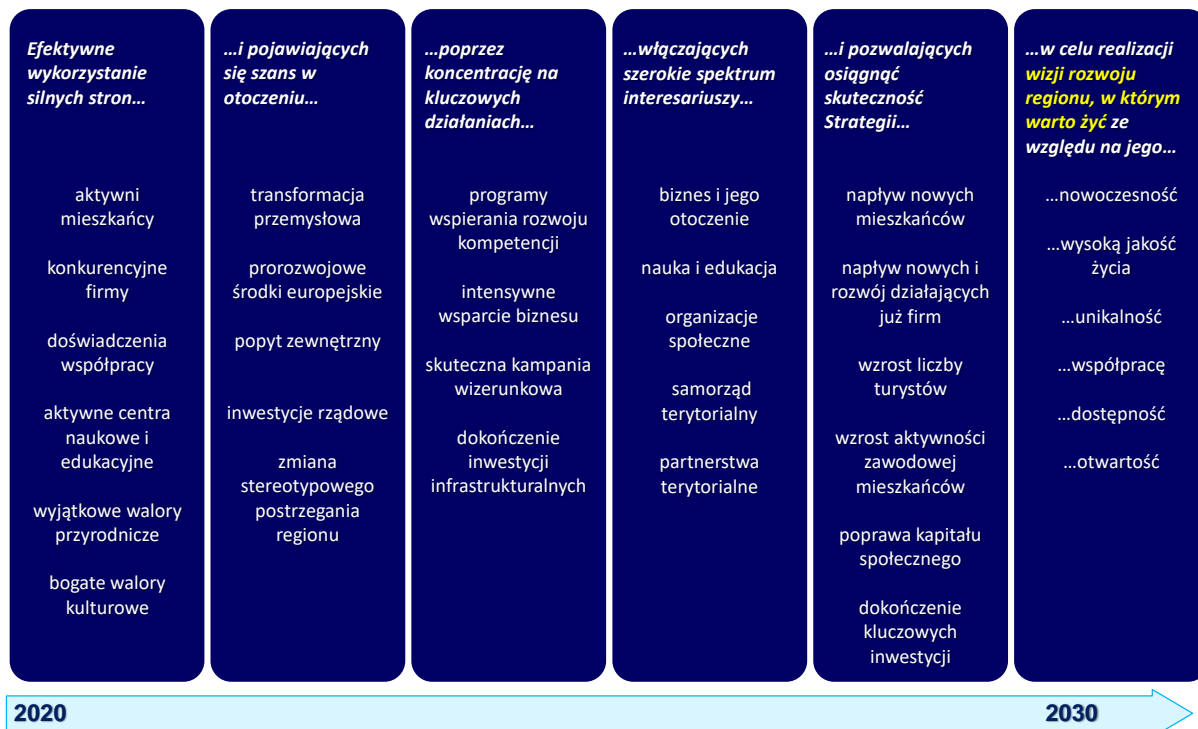 Efektywne
wykorzystanie
silnych stron…
aktywni
mieszkańcy
konkurencyjne
firmy
doświadczenia
współpracy
aktywne centra
naukowe i
edukacyjne
wyjątkowe walory
przyrodnicze
bogate walory
kulturowe
…i pojawiających
się szans w
otoczeniu…
transformacja
przemysłowa
prorozwojowe
środki europejskie
popyt zewnętrzny
inwestycje rządowe
zmiana
stereotypowego
postrzegania
regionu
…poprzez
koncentrację na
kluczowych
działaniach…
programy
wspierania rozwoju
kompetencji
intensywne
wsparcie biznesu
skuteczna kampania
wizerunkowa
dokończenie
inwestycji
infrastrukturalnych
…włączających
szerokie spektrum
interesariuszy…
biznes i jego
otoczenie
nauka i edukacja
organizacje
społeczne
samorząd
terytorialny
partnerstwa
terytorialne
…i pozwalających
osiągnąć
skuteczność
Strategii…
napływ nowych
mieszkańców
napływ nowych i
rozwój działających
już firm
wzrost liczby
turystów
wzrost aktywności
zawodowej
mieszkańców
poprawa kapitału
społecznego
dokończenie
kluczowych
inwestycji
…w celu realizacji
wizji rozwoju
regionu, w którym
warto żyć ze
względu na jego…
…nowoczesność
…wysoką jakość
życia
…unikalność
…współpracę
…dostępność
…otwartość
2020
2030